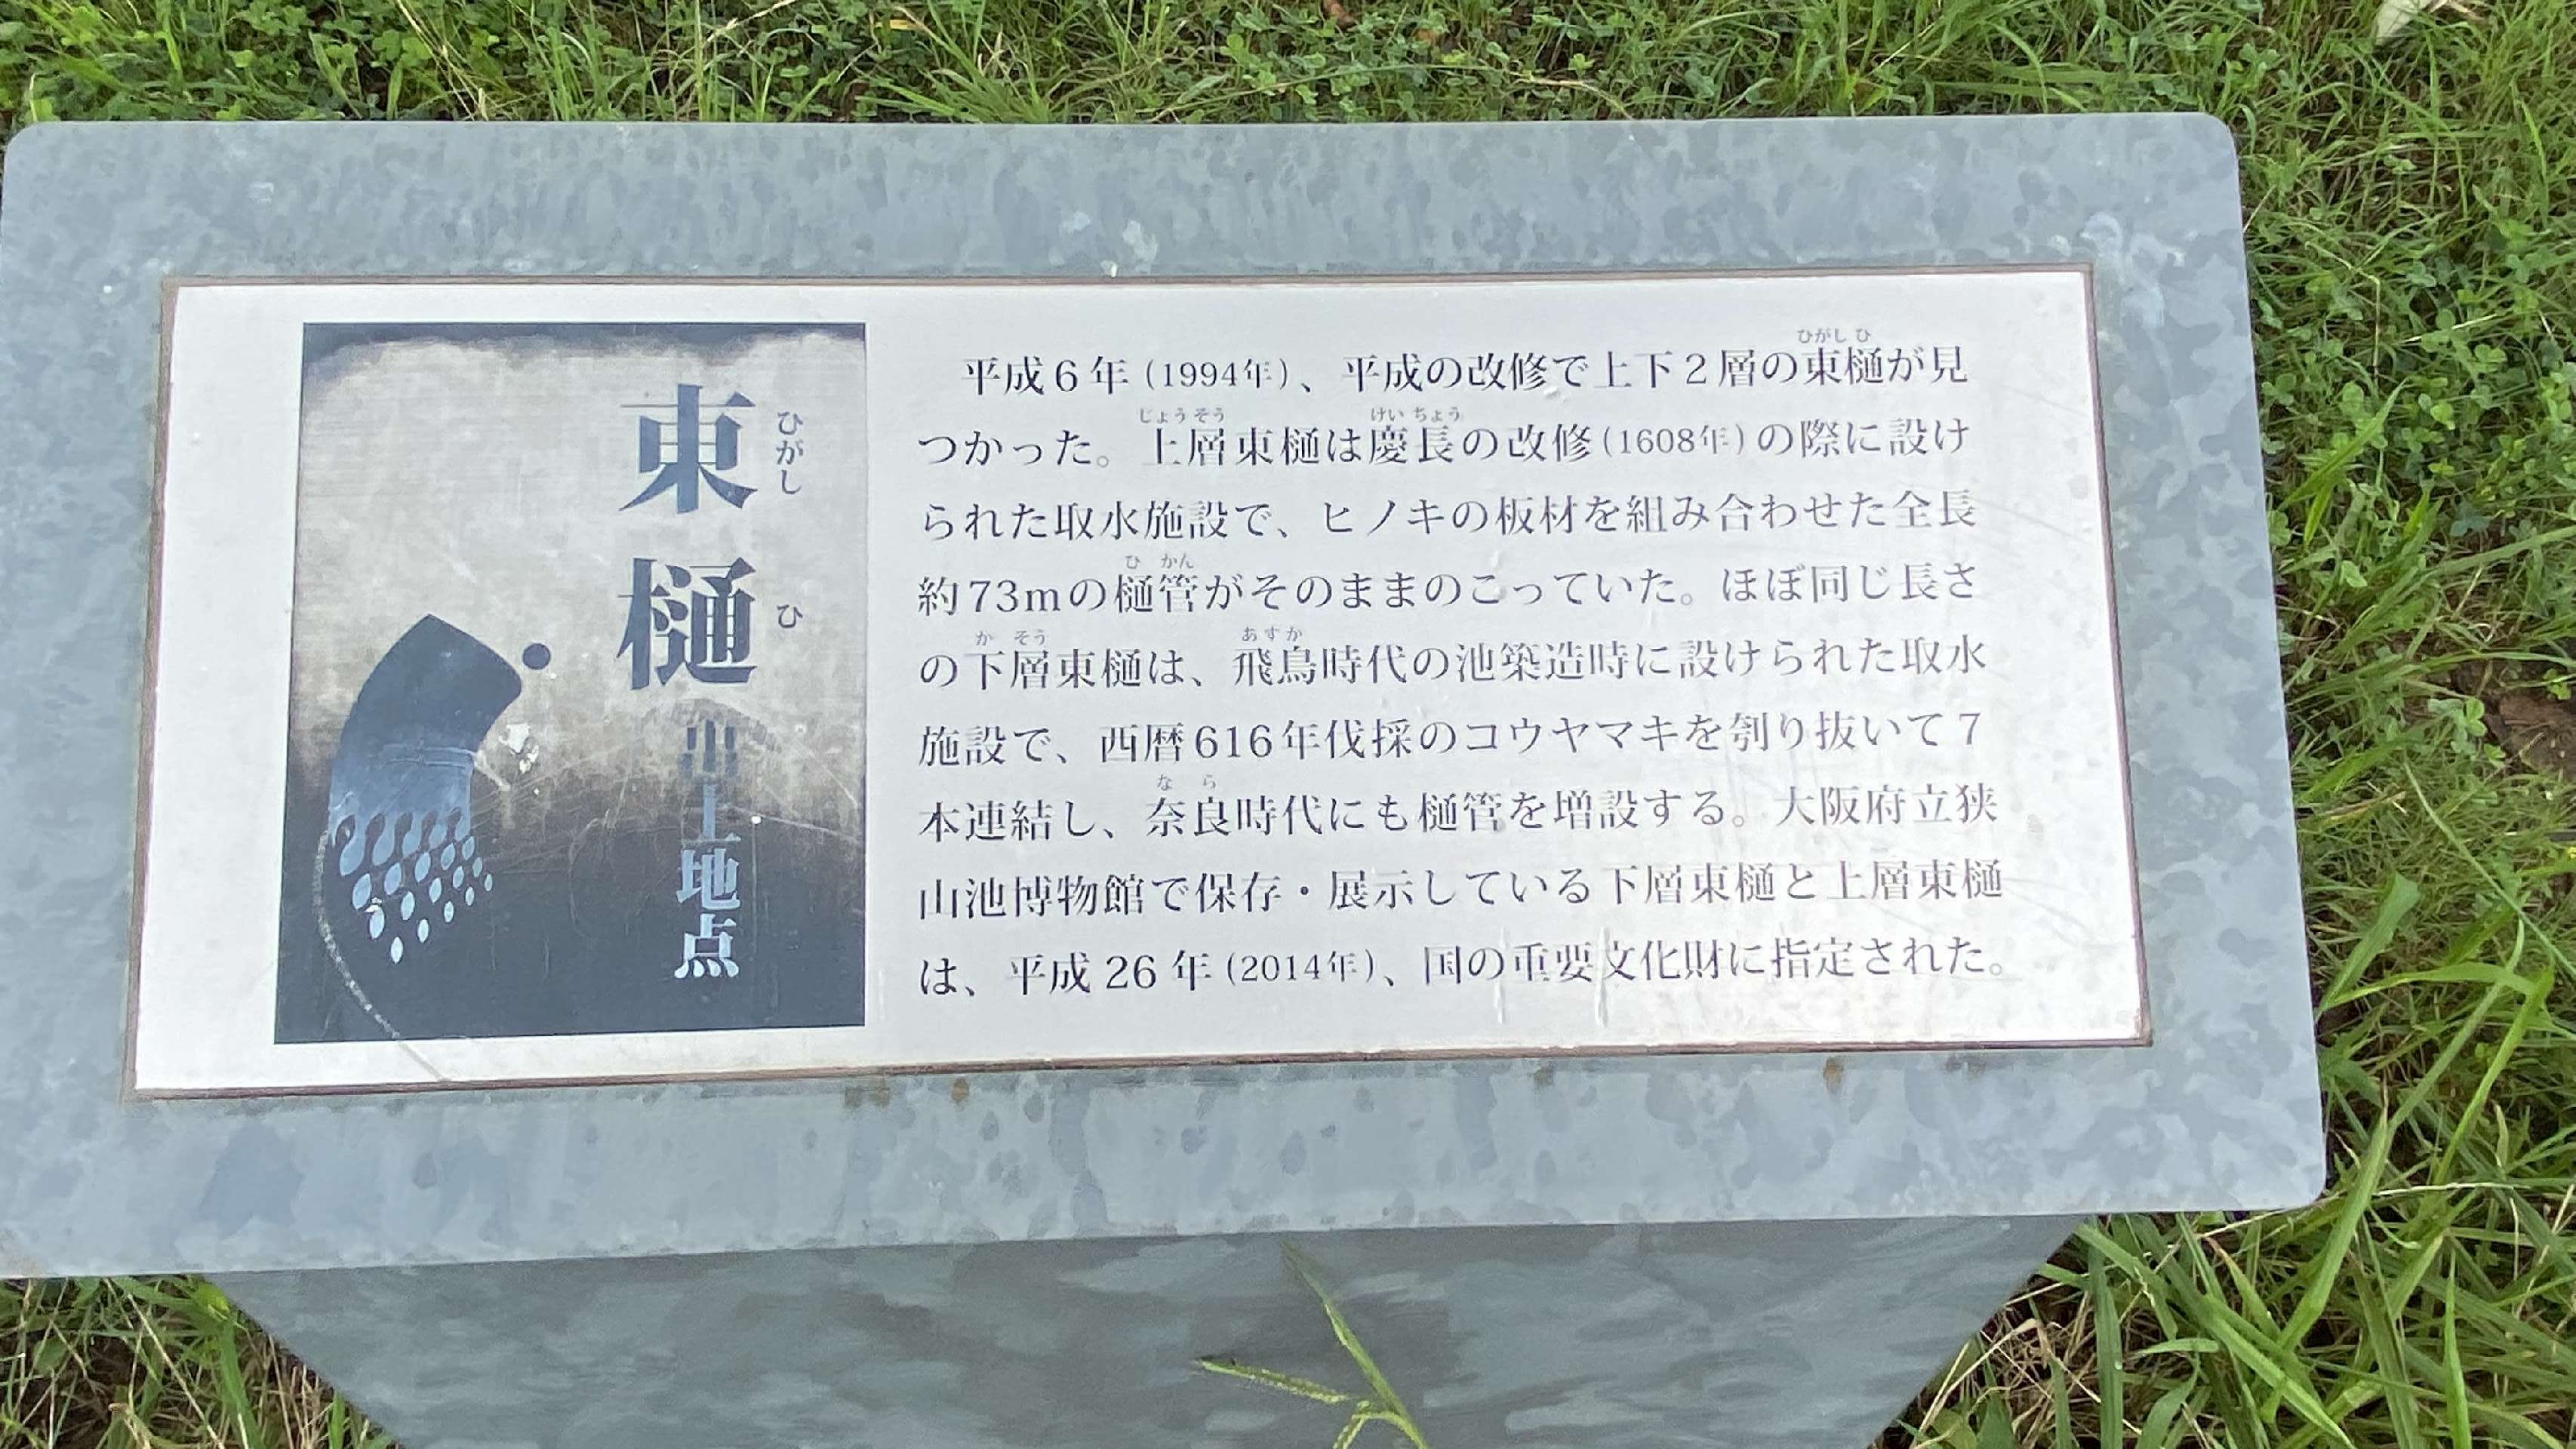 東樋
ひがし ひ
出土地点
平成6年(1994年)、平成の改修で上下2層の東樋が見
つかった。上層東樋は慶長の改修(1608年)の際に設け
られた取水施設で、ヒノキの板材を組み合わせた全長
約73mの樋管がそのままのこっていた。ほぼ同じ長さ
の下層東樋は、飛鳥時代の池築造時に設けられた取水
施設で、西暦616年伐採のコウヤマキを刳り抜いて7
本連結し、奈良時代にも樋管を増設する。大阪府立狭
山池博物館で保存・展示している下層東樋と上層東樋
は、平成26年(2014年)、国の重要文化財に指定された。